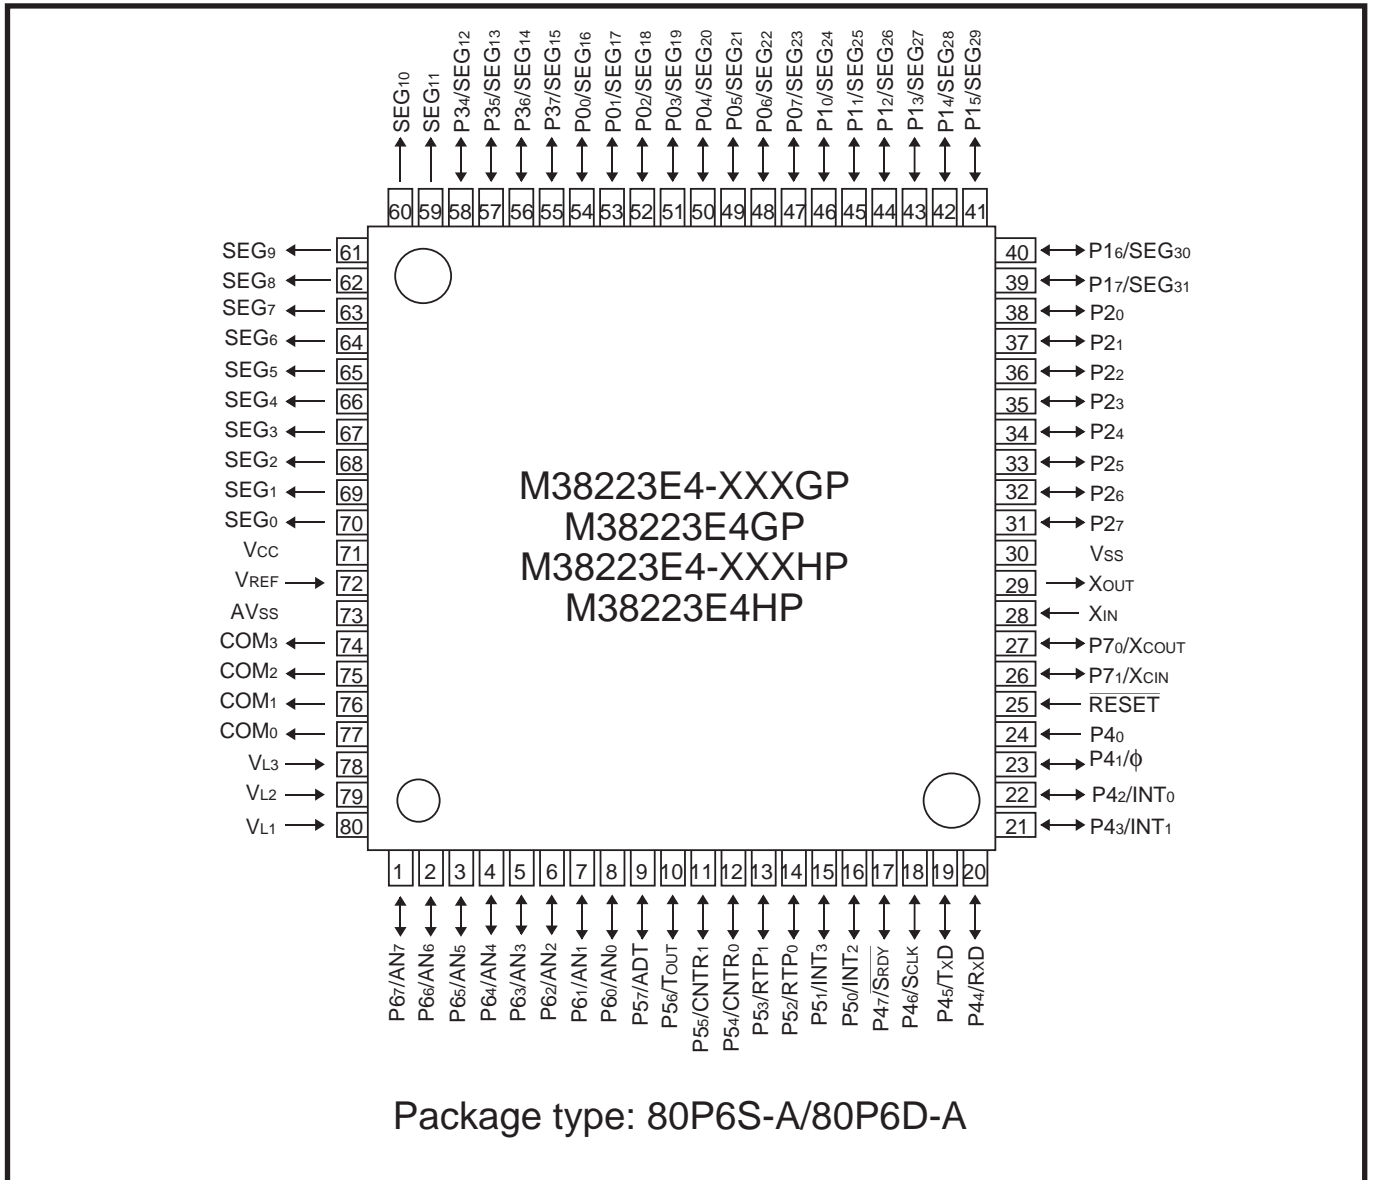 SEG10
SEG11
P34/SEG12
P35/SEG13
P36/SEG14
P37/SEG15
P00/SEG16
P01/SEG17
P02/SEG18
P03/SEG19
P04/SEG20
P05/SEG21
P06/SEG22
P07/SEG23
P10/SEG24
P11/SEG25
P12/SEG26
P13/SEG27
P14/SEG28
P15/SEG29
60 59 58 57 56 55 54 53 52 51 50 49 48 47 46 45 44 43 42 41
SEG9 61
SEG8 62
SEG7 63
SEG6 64
SEG5 65
SEG4 66
SEG3 67
SEG2 68
SEG1 69
SEG0 70
VCC 71
VREF 72
AVSS 73
COM3 74
COM2 75
COM1 76
COM0 77
VL3 78
VL2 79
VL1 80
M38223E4-XXXGP
M38223E4GP
M38223E4-XXXHP
M38223E4HP
40 P16/SEG30
39 P17/SEG31
38 P20
37 P21
36 P22
35 P23
34 P24
33 P25
32 P26
31 P27
30 VSS
29 XOUT
28 XIN
27 P70/XCOUT
26 P71/XCIN
25 RESET
24 P40
23 P41/ϕ
22 P42/INT0
21 P43/INT1
1 2 3 4 5 6 7 8 9 10 11 12 13 14 15 16 17 18 19 20
P67/AN7
P66/AN6
P65/AN5
P64/AN4
P63/AN3
P62/AN2
P61/AN1
P60/AN0
P57/ADT
P56/TOUT
P55/CNTR1
P54/CNTR0
P53/RTP1
P52/RTP0
P51/INT3
P50/INT2
P47/SRDY
P46/SCLK
P45/TXD
P44/RXD
Package type: 80P6S-A/80P6D-A